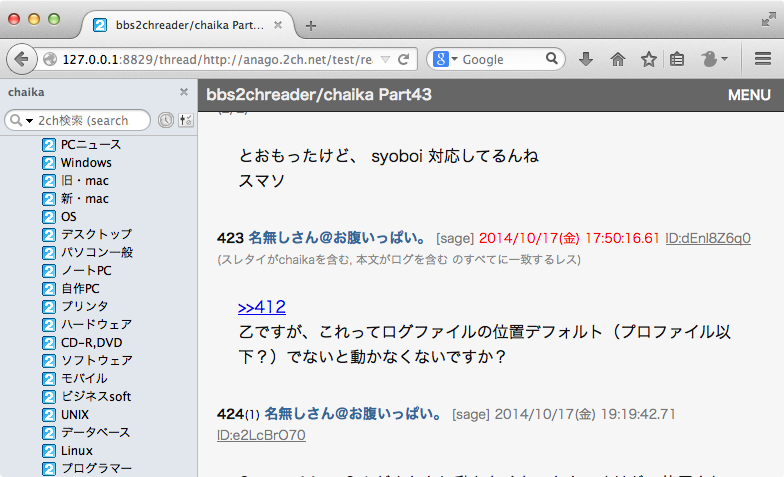 bbs2chreader/chaika Part…
127.0.0.1:8829/thread/http://anago.2ch.net/test/re
Google
chaika
2ch検索 (search
PCニュース
Windows
旧・mac
新・mac
OS
デスクトップ
パソコン一般
ノートPC
自作PC
プリンタ
ハードウェア
CD-R,DVD
ソフトウェア
モバイル
ビジネスsoft
UNIX
データベース
Linux
プログラマー
bbs2chreader/chaika Part43
MENU
とおもったけど、 syoboi 対応してるんね
スマソ
423 名無しさん@お腹いっぱい。 [sage] 2014/10/17(金) 17:50:16.61 ID:dEnl8Z6q0
(スレタイがchaikaを含む, 本文がログを含む のすべてに一致するレス)
>>412
乙ですが、これってログファイルの位置デフォルト（プロファイル以
下？）でないと動かなくないですか？
424(1) 名無しさん@お腹いっぱい。 [sage] 2014/10/17(金) 19:19:42.71
ID:e2LcBrO70